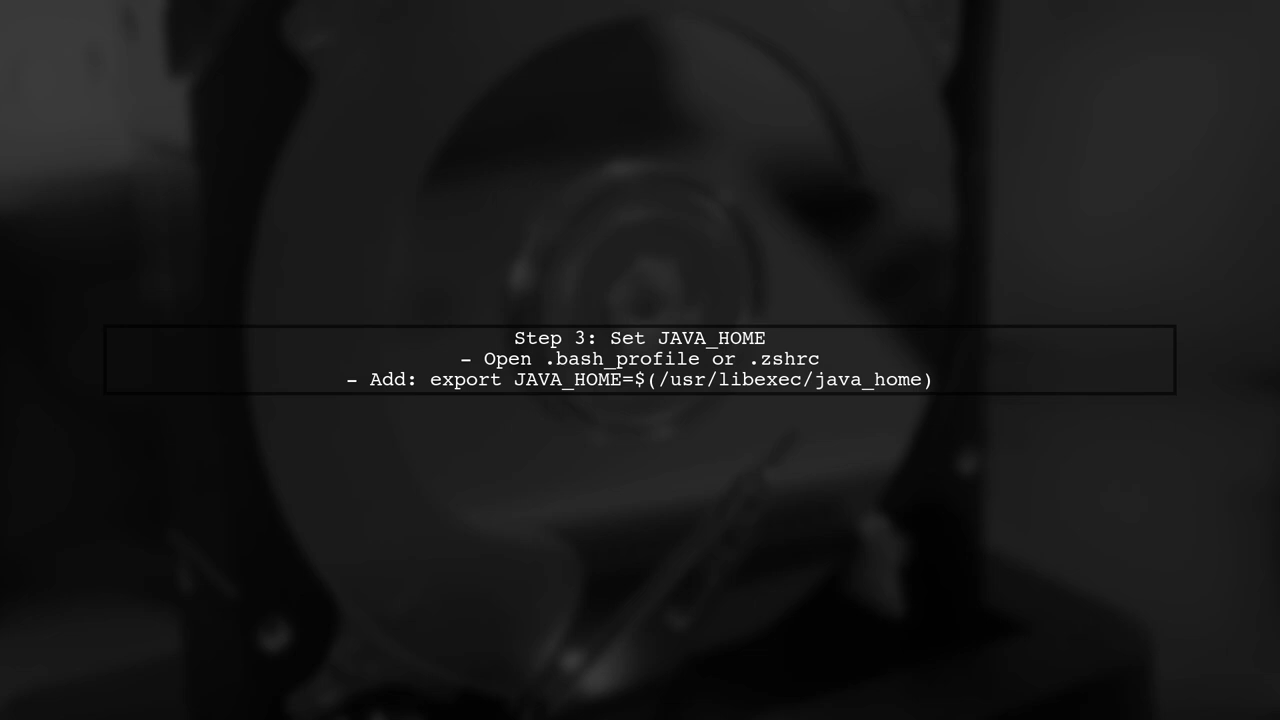 Step 3: Set JAVA_HOME
- Open .bash_profile or .zshrc
- Add: export JAVA_HOME=$(/usr/libexec/java_home)